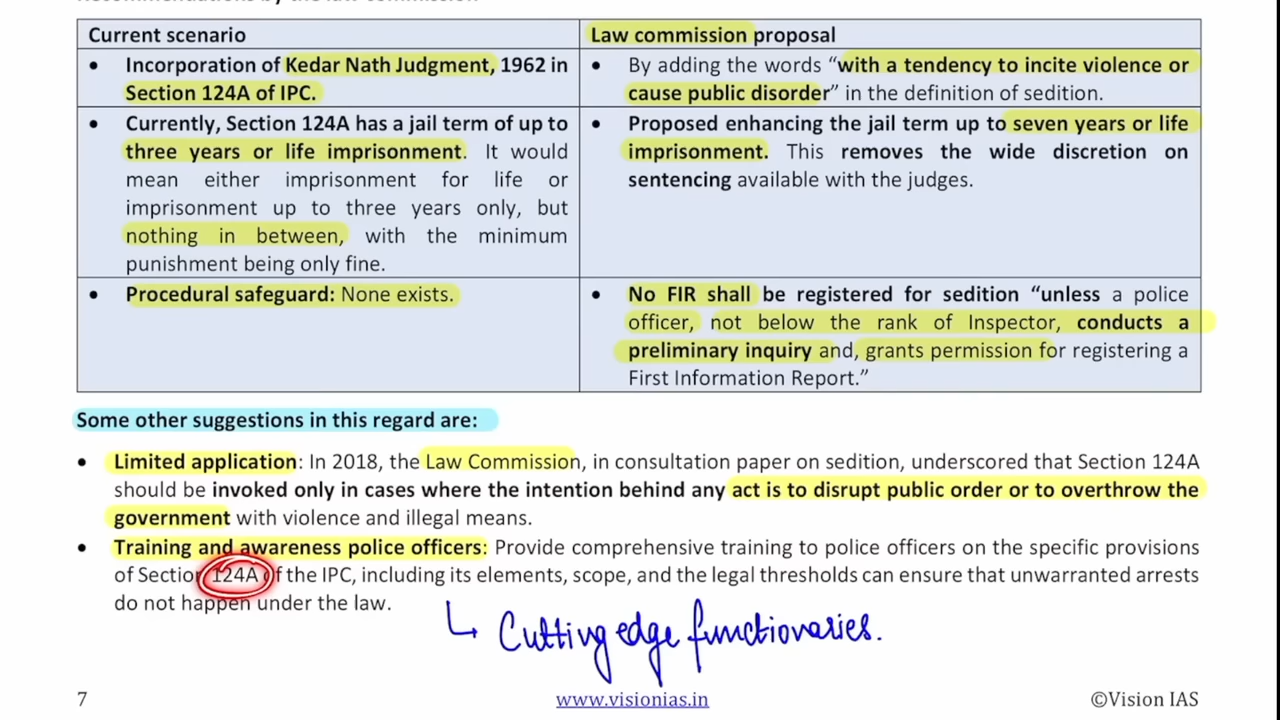 Recommendations by the law commission
Current scenario
Law commission proposal
• Incorporation of Kedar Nath Judgment, 1962 in
Section 124A of IPC.
• By adding the words “with a tendency to incite violence or
cause public disorder” in the definition of sedition.
• Currently, Section 124A has a jail term of up to
three years or life imprisonment. It would
mean either imprisonment for life or
imprisonment up to three years only, but
nothing in between, with the minimum
punishment being only fine.
• Proposed enhancing the jail term up to seven years or life
imprisonment. This removes the wide discretion on
sentencing available with the judges.
• Procedural safeguard: None exists.
• No FIR shall be registered for sedition “unless a police
officer, not below the rank of Inspector, conducts a
preliminary inquiry and, grants permission for registering a
First Information Report.”
Some other suggestions in this regard are:
• Limited application: In 2018, the Law Commission, in consultation paper on sedition, underscored that Section 124A
should be invoked only in cases where the intention behind any act is to disrupt public order or to overthrow the
government with violence and illegal means.
• Training and awareness police officers: Provide comprehensive training to police officers on the specific provisions
of Section 124A of the IPC, including its elements, scope, and the legal thresholds can ensure that unwarranted arrests
do not happen under the law.
Cutting edge functionaries.
7
www.visionias.in
©Vision IAS